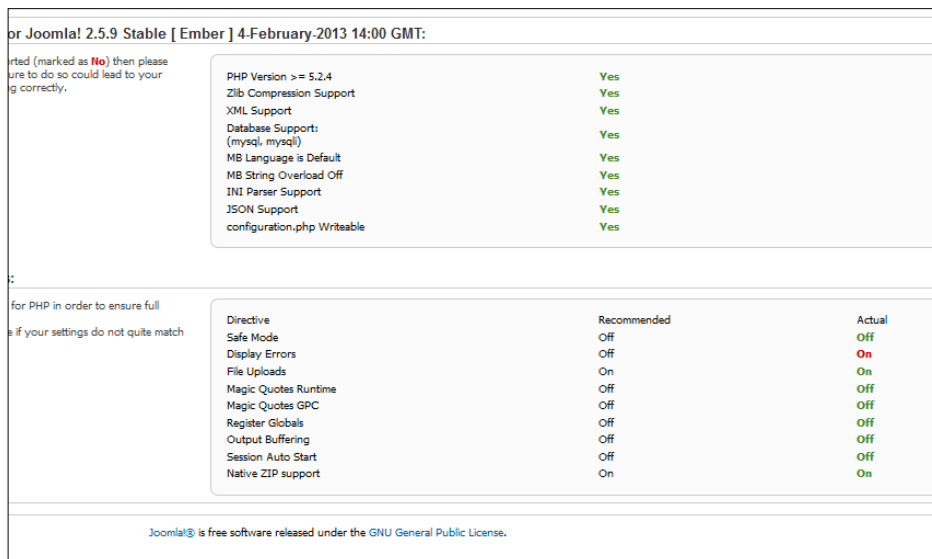 or Joomla! 2.5.9 Stable [ Ember ] 4-February-2013 14:00 GMT:
orted (marked as No) then please
ure to do so could lead to your
ng correctly.
PHP Version >= 5.2.4 Yes
Zlib Compression Support Yes
XML Support Yes
Database Support:
(mysql, mysqli) Yes
MB Language is Default Yes
MB String Overload Off Yes
INI Parser Support Yes
JSON Support Yes
configuration.php Writeable Yes
s:
for PHP in order to ensure full
e if your settings do not quite match
Directive Recommended Actual
Safe Mode Off Off
Display Errors Off On
File Uploads On On
Magic Quotes Runtime Off Off
Magic Quotes GPC Off Off
Register Globals Off Off
Output Buffering Off Off
Session Auto Start Off Off
Native ZIP support On On
Joomla!® is free software released under the GNU General Public License.